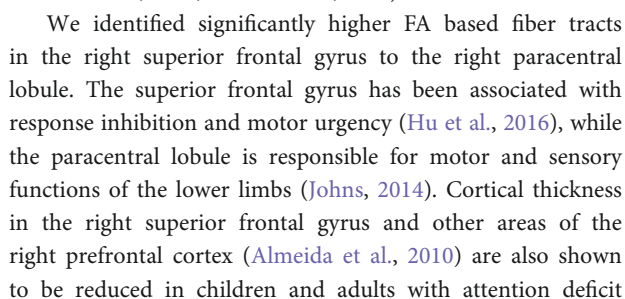 We identified significantly higher FA based fiber tracts
in the right superior frontal gyrus to the right paracentral
lobule. The superior frontal gyrus has been associated with
response inhibition and motor urgency (Hu et al., 2016), while
the paracentral lobule is responsible for motor and sensory
functions of the lower limbs (Johns, 2014). Cortical thickness
in the right superior frontal gyrus and other areas of the
right prefrontal cortex (Almeida et al., 2010) are also shown
to be reduced in children and adults with attention deficit